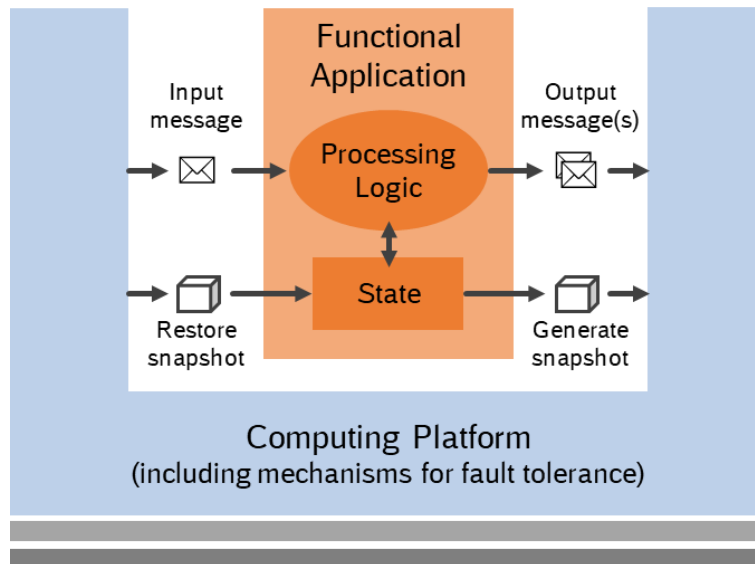 Functional
Application
Input
message
Output
message(s)
Processing
Logic
State
Restore
snapshot
Generate
snapshot
Computing Platform
(including mechanisms for fault tolerance)